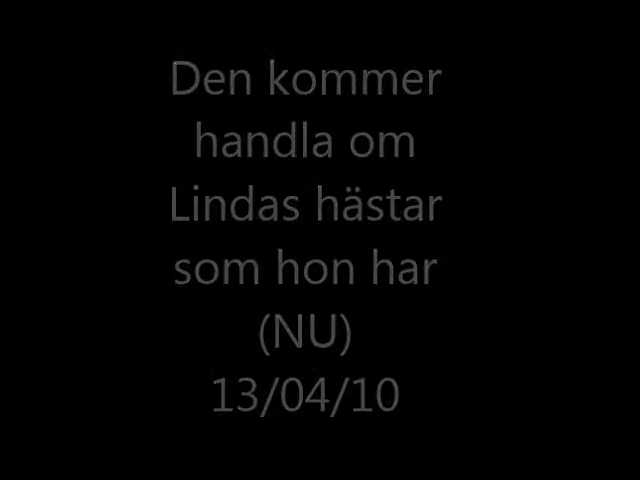 Den kommer
handla om
Lindas hästar
som hon har
(NU)
13/04/10